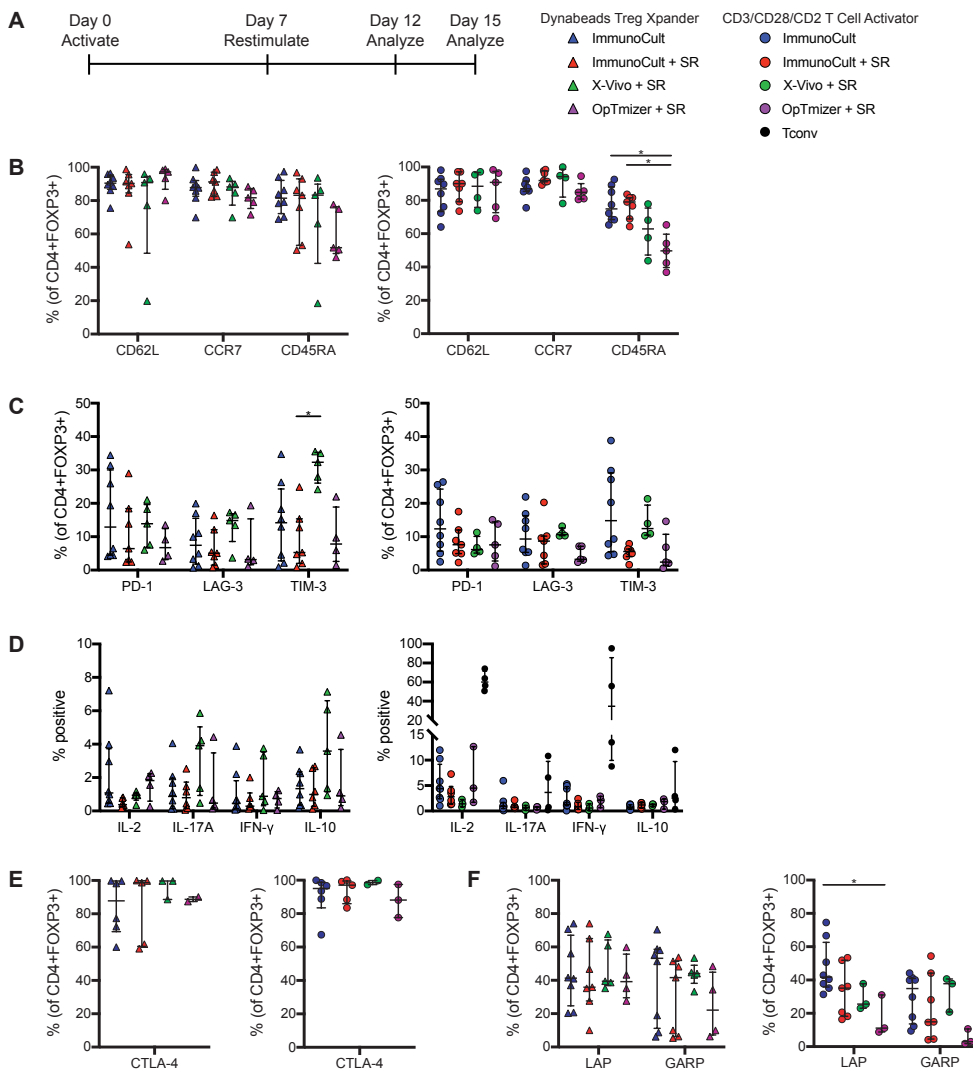 A
Day 0
Activate
Day 7
Restimulate
Day 12
Analyze
Day 15
Analyze
Dynabeads Treg Xpander
ImmunoCult
ImmunoCult + SR
X-Vivo + SR
OpTmizer + SR
CD3/CD28/CD2 T Cell Activator
ImmunoCult
ImmunoCult + SR
X-Vivo + SR
OpTmizer + SR
Tconv
B
% (of CD4+FOXP3+)
100
80
60
40
20
0
CD62L CCR7 CD45RA
% (of CD4+FOXP3+)
100
80
60
40
20
0
*
*
CD62L CCR7 CD45RA
C
% (of CD4+FOXP3+)
50
40
30
20
10
0
*
PD-1 LAG-3 TIM-3
% (of CD4+FOXP3+)
50
40
30
20
10
0
PD-1 LAG-3 TIM-3
D
% positive
10
8
6
4
2
0
IL-2 IL-17A IFN-γ IL-10
% positive
100
80
60
40
20
15
10
5
0
IL-2 IL-17A IFN-γ IL-10
E
% (of CD4+FOXP3+)
100
80
60
40
20
0
CTLA-4
% (of CD4+FOXP3+)
100
80
60
40
20
0
CTLA-4
F
% (of CD4+FOXP3+)
100
80
60
40
20
0
LAP GARP
% (of CD4+FOXP3+)
100
80
60
40
20
0
*
LAP GARP